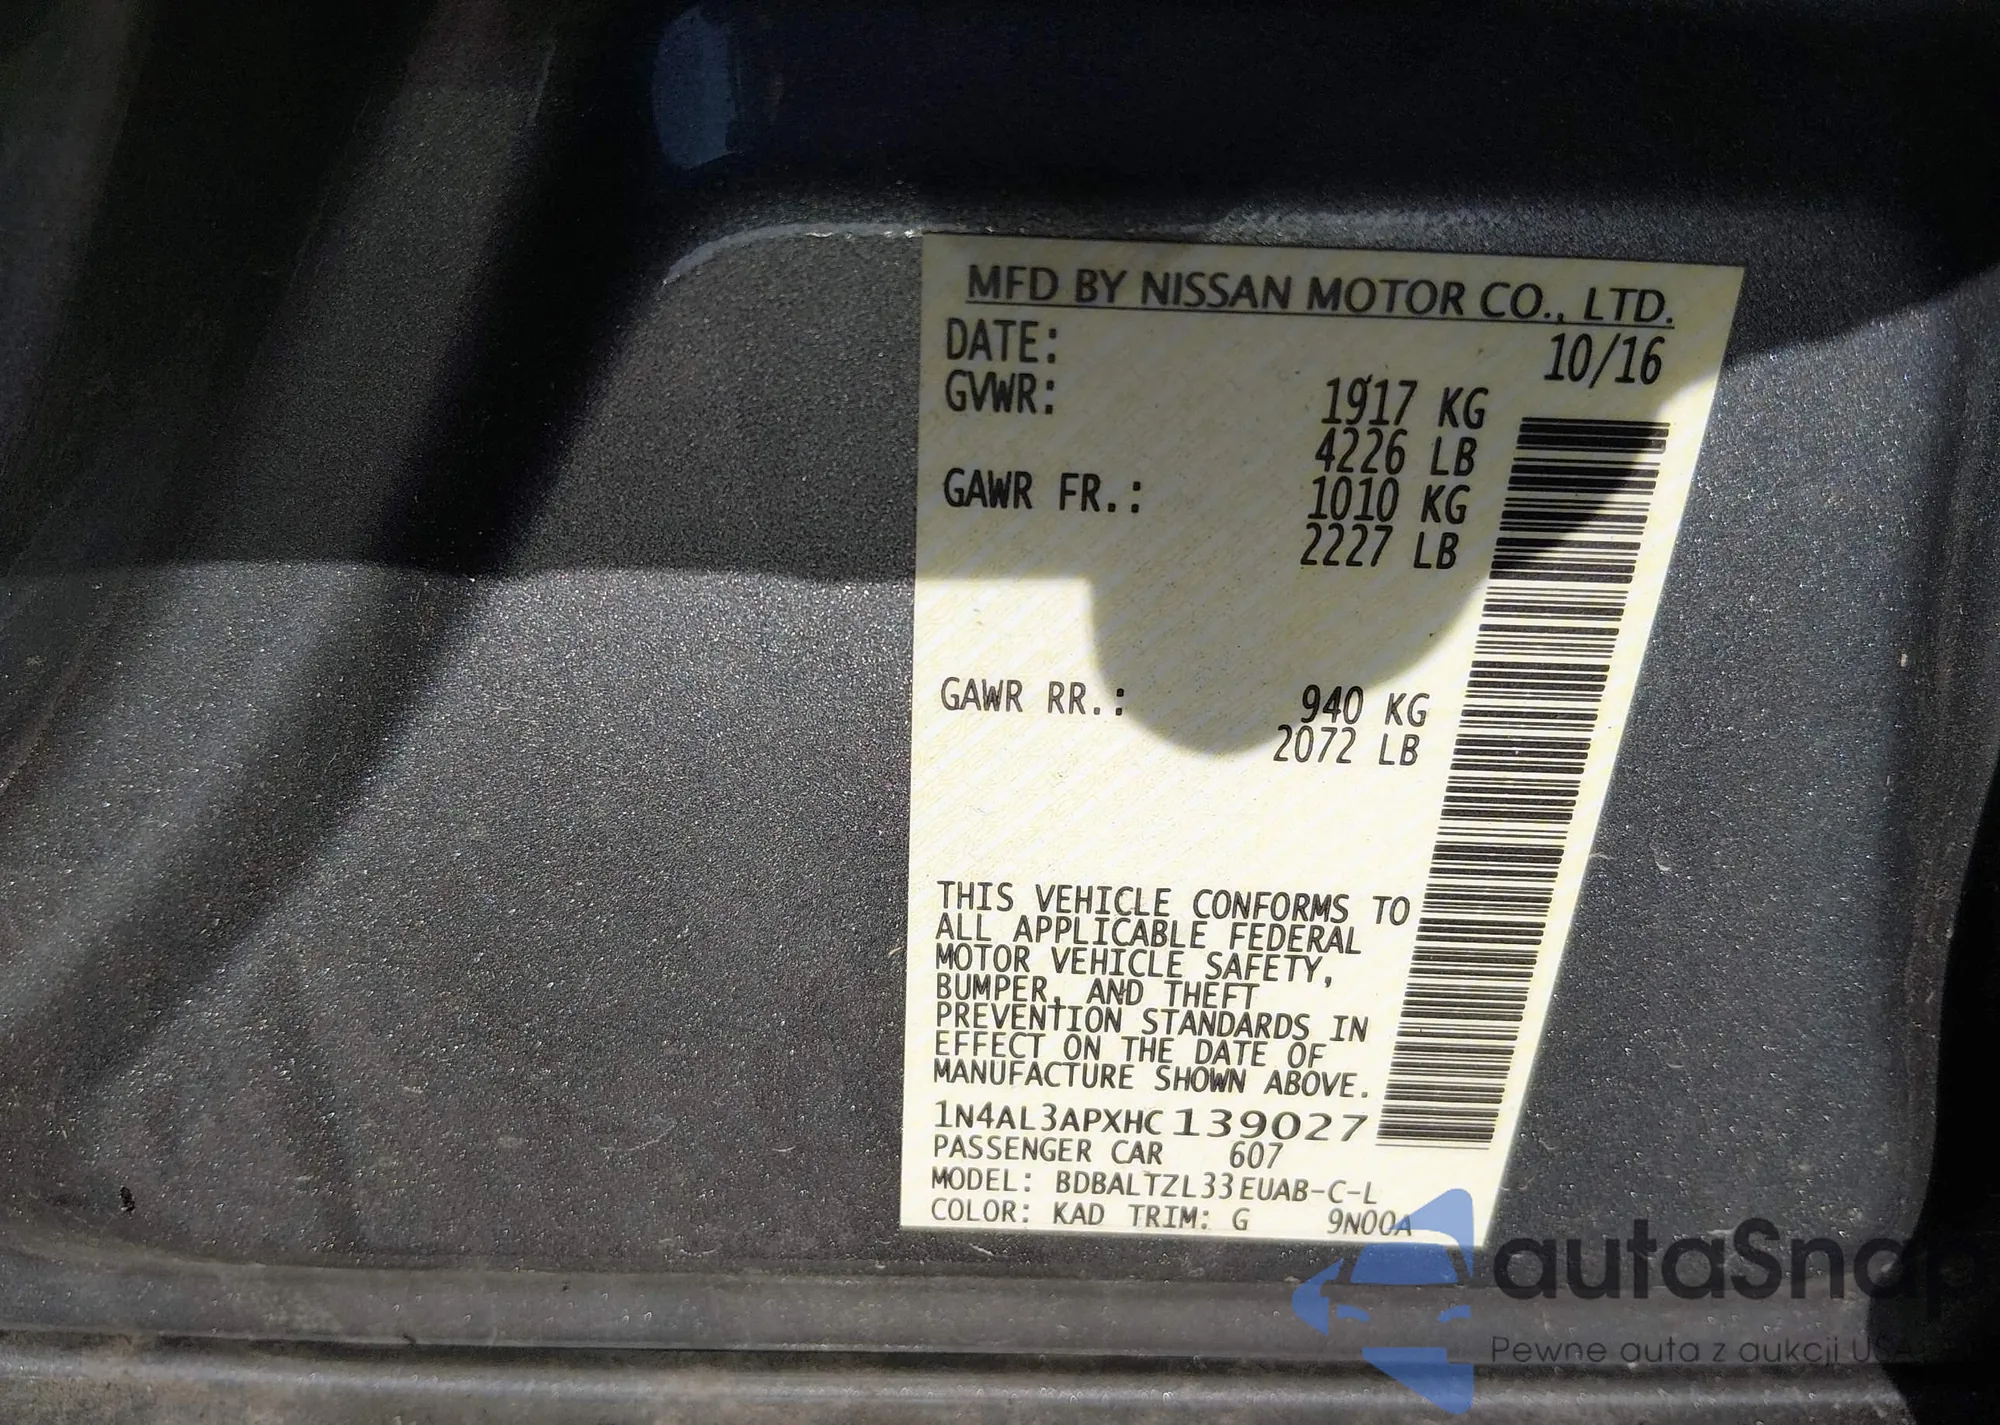 MFD BY NISSAN MOTOR CO., LTD.
DATE: 10/16
GVWR: 1917 KG
4226 LB
GAWR FR.: 1010 KG
2227 LB
GAWR RR.: 940 KG
2072 LB
THIS VEHICLE CONFORMS TO
ALL APPLICABLE FEDERAL
MOTOR VEHICLE SAFETY,
BUMPER, AND THEFT
PREVENTION STANDARDS IN
EFFECT ON THE DATE OF
MANUFACTURE SHOWN ABOVE.
1N4AL3APXHC139027
PASSENGER CAR 607
MODEL: BDBALTZL33EUAB-C-L
COLOR: KAD TRIM: G 9N00A
autaSnap
Pewne auta z aukcji USA